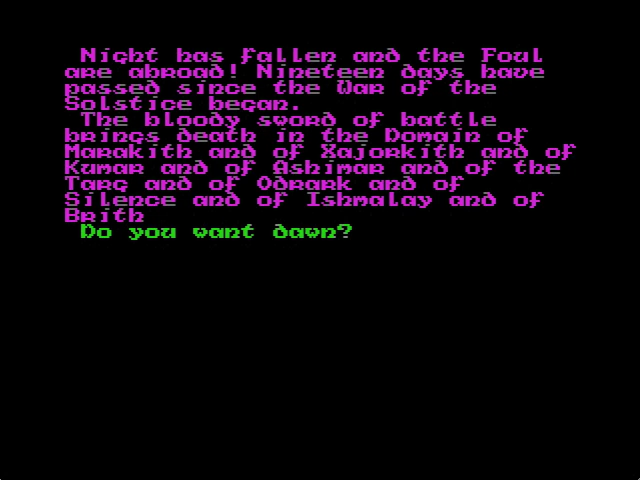 Night has fallen and the Foul
are abroad! Nineteen days have
passed since the War of the
Solstice began.
The bloody sword of battle
brings death in the Domain of
Marakith and of Xajorkith and of
Kumar and of Ashimar and of the
Targ and of Odrark and of
Silence and of Ishmalay and of
Brith
Do you want dawn?